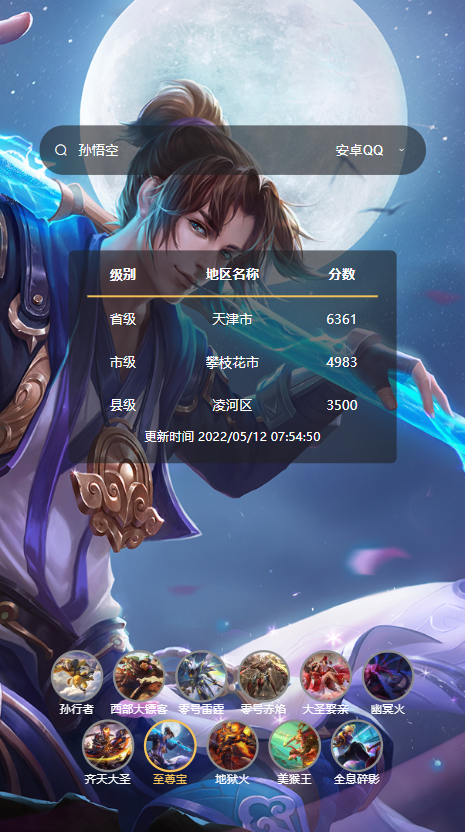 孙悟空 安卓QQ
级别 地区名称 分数
省级 天津市 6361
市级 攀枝花市 4983
县级 凌河区 3500
更新时间 2022/05/12 07:54:50
孙行者 西部大镖客 零号雷霆 零号赤焰 大圣娶亲 幽冥火
齐天大圣 至尊宝 地狱火 美猴王 全息碎影